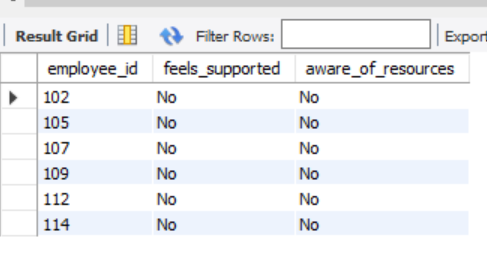 Result Grid Filter Rows: Export
employee_id feels_supported aware_of_resources
102 No No
105 No No
107 No No
109 No No
112 No No
114 No No